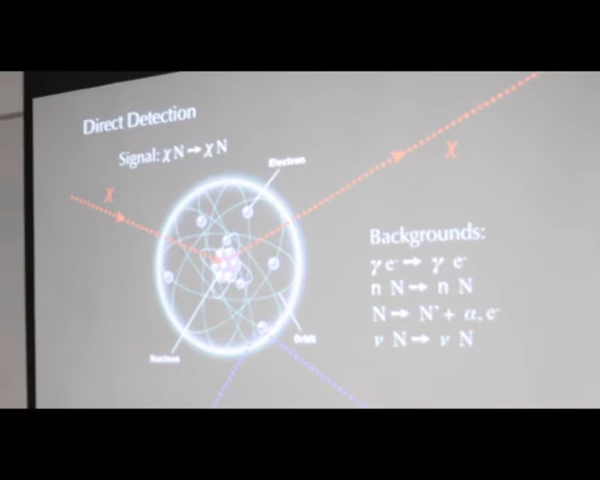 Direct Detection
Signal: χ N → χ N
Electron
χ
χ
Backgrounds:
γ e⁻ → γ e⁻
n N → n N
N → N' + α, e⁻
ν N → ν N
Orbit
Nucleus